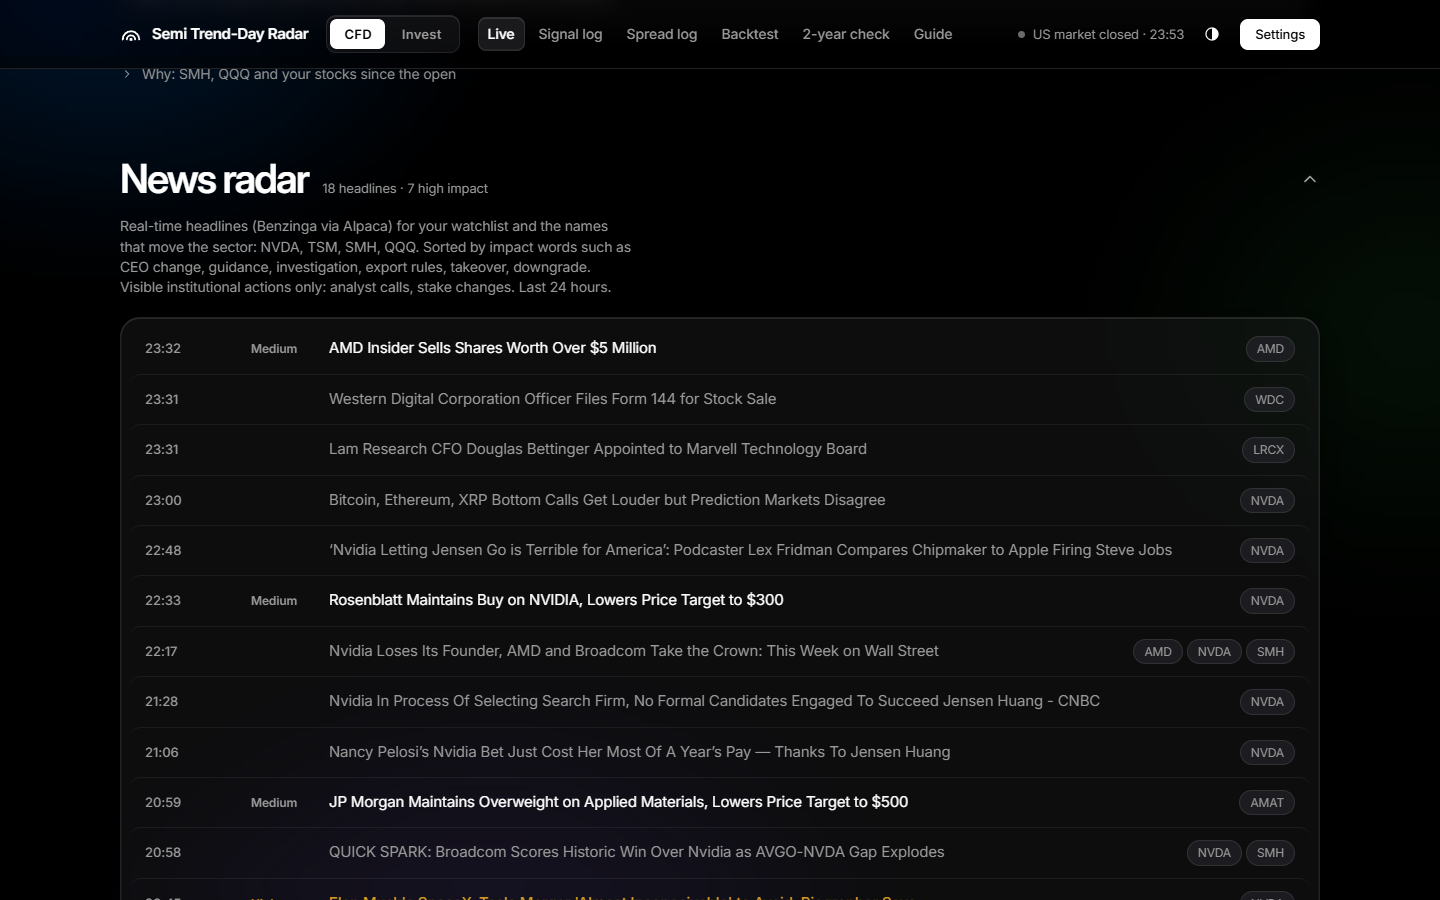 Semi Trend-Day Radar
CFD
Invest
Live
Signal log
Spread log
Backtest
2-year check
Guide
US market closed · 23:53
Settings
Why: SMH, QQQ and your stocks since the open
News radar
18 headlines · 7 high impact
Real-time headlines (Benzinga via Alpaca) for your watchlist and the names
that move the sector: NVDA, TSM, SMH, QQQ. Sorted by impact words such as
CEO change, guidance, investigation, export rules, takeover, downgrade.
Visible institutional actions only: analyst calls, stake changes. Last 24 hours.
23:32 Medium AMD Insider Sells Shares Worth Over $5 Million AMD
23:31 Western Digital Corporation Officer Files Form 144 for Stock Sale WDC
23:31 Lam Research CFO Douglas Bettinger Appointed to Marvell Technology Board LRCX
23:00 Bitcoin, Ethereum, XRP Bottom Calls Get Louder but Prediction Markets Disagree NVDA
22:48 ‘Nvidia Letting Jensen Go is Terrible for America’: Podcaster Lex Fridman Compares Chipmaker to Apple Firing Steve Jobs NVDA
22:33 Medium Rosenblatt Maintains Buy on NVIDIA, Lowers Price Target to $300 NVDA
22:17 Nvidia Loses Its Founder, AMD and Broadcom Take the Crown: This Week on Wall Street AMD NVDA SMH
21:28 Nvidia In Process Of Selecting Search Firm, No Formal Candidates Engaged To Succeed Jensen Huang - CNBC NVDA
21:06 Nancy Pelosi’s Nvidia Bet Just Cost Her Most Of A Year’s Pay — Thanks To Jensen Huang NVDA
20:59 Medium JP Morgan Maintains Overweight on Applied Materials, Lowers Price Target to $500 AMAT
20:58 QUICK SPARK: Broadcom Scores Historic Win Over Nvidia as AVGO-NVDA Gap Explodes NVDA SMH